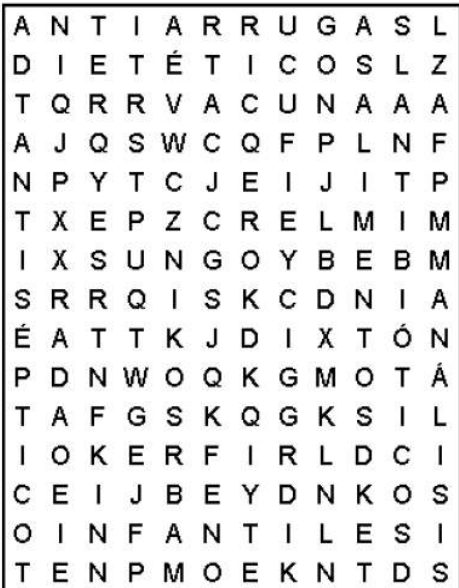 A N T I A R R U G A S L
D I E T É T I C O S L Z
T Q R R V A C U N A A A
A J Q S W C Q F P L N F
N P Y T C J E I J I T P
T X E P Z C R E L M I M
I X S U N G O Y B E B M
S R R Q I S K C D N I A
É A T T K J D I X T Ó N
P D N W O Q K G M O T Á
T A F G S K Q G K S I L
I O K E R F I R L D C I
C E I J B E Y D N K O S
O I N F A N T I L E S I
T E N P M O E K N T D S